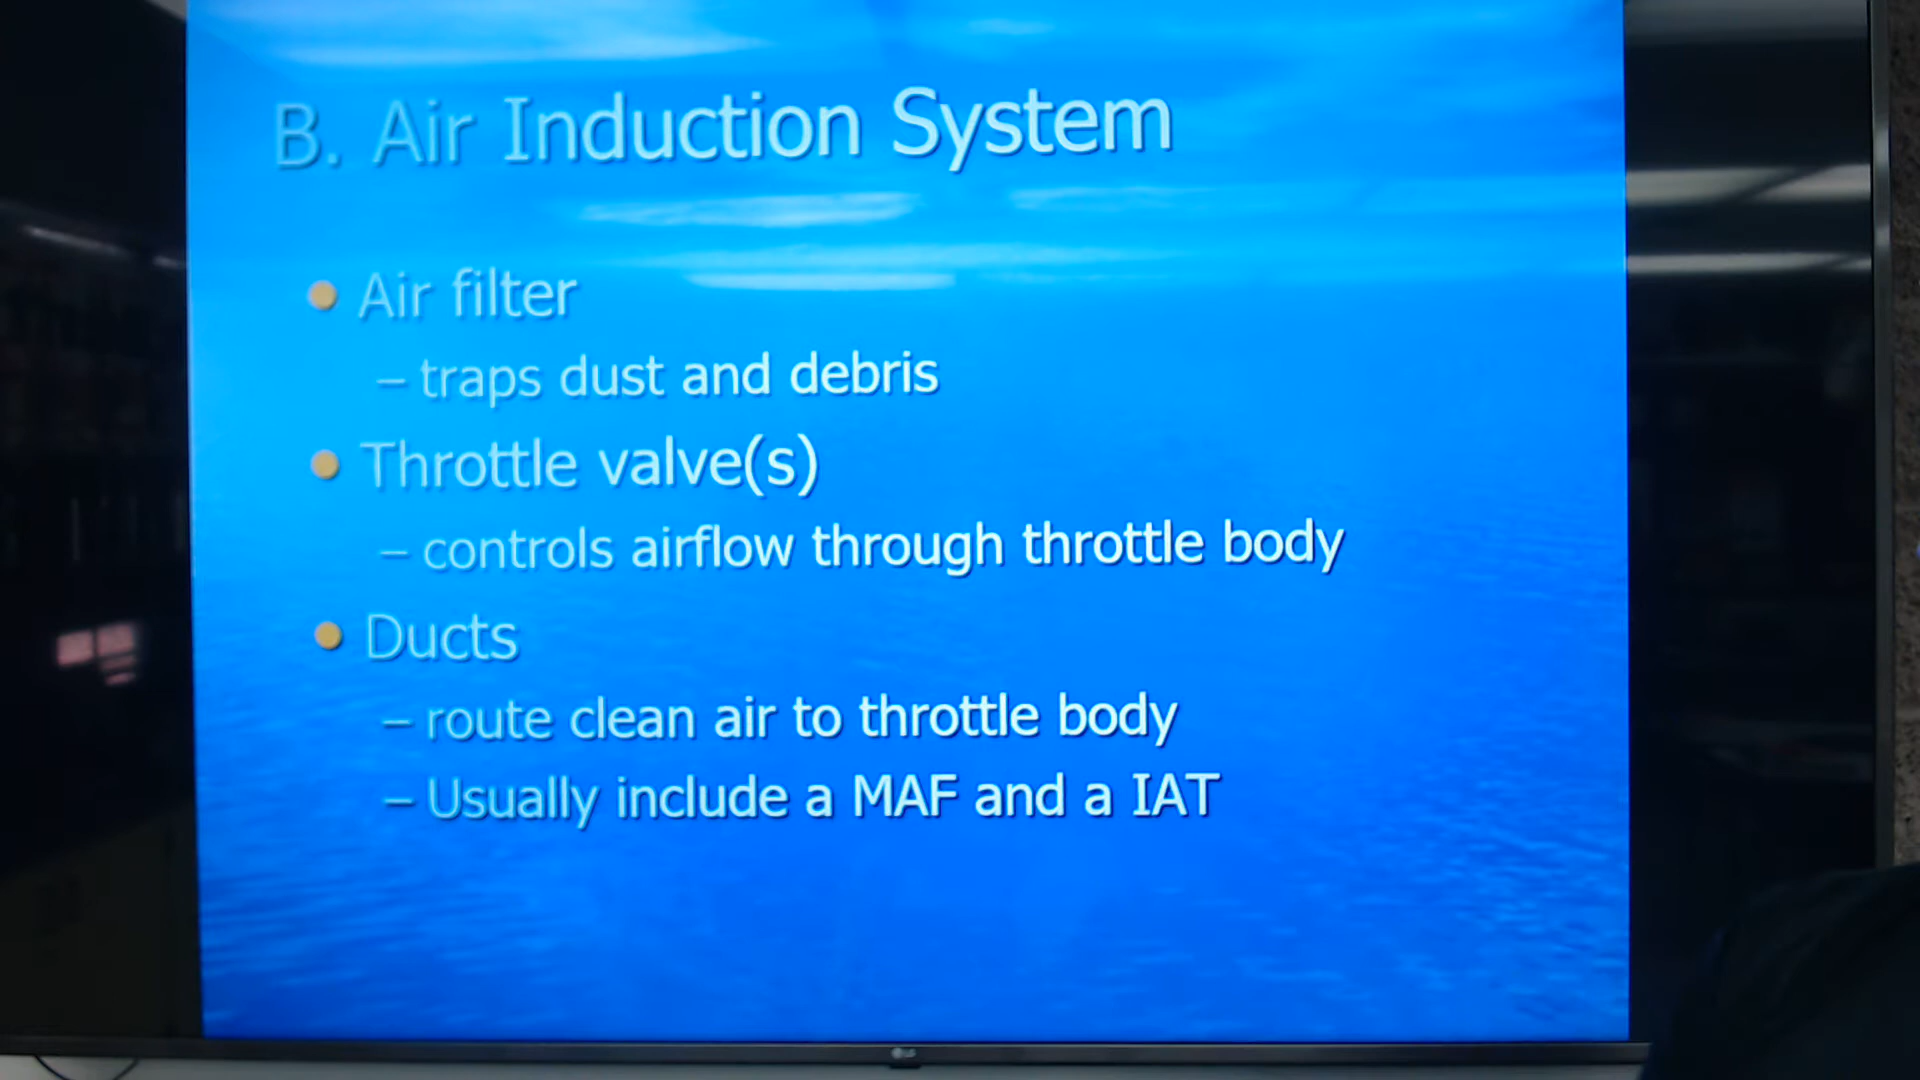 B. Air Induction System
• Air filter
– traps dust and debris
• Throttle valve(s)
– controls airflow through throttle body
• Ducts
– route clean air to throttle body
– Usually include a MAF and a IAT
LG